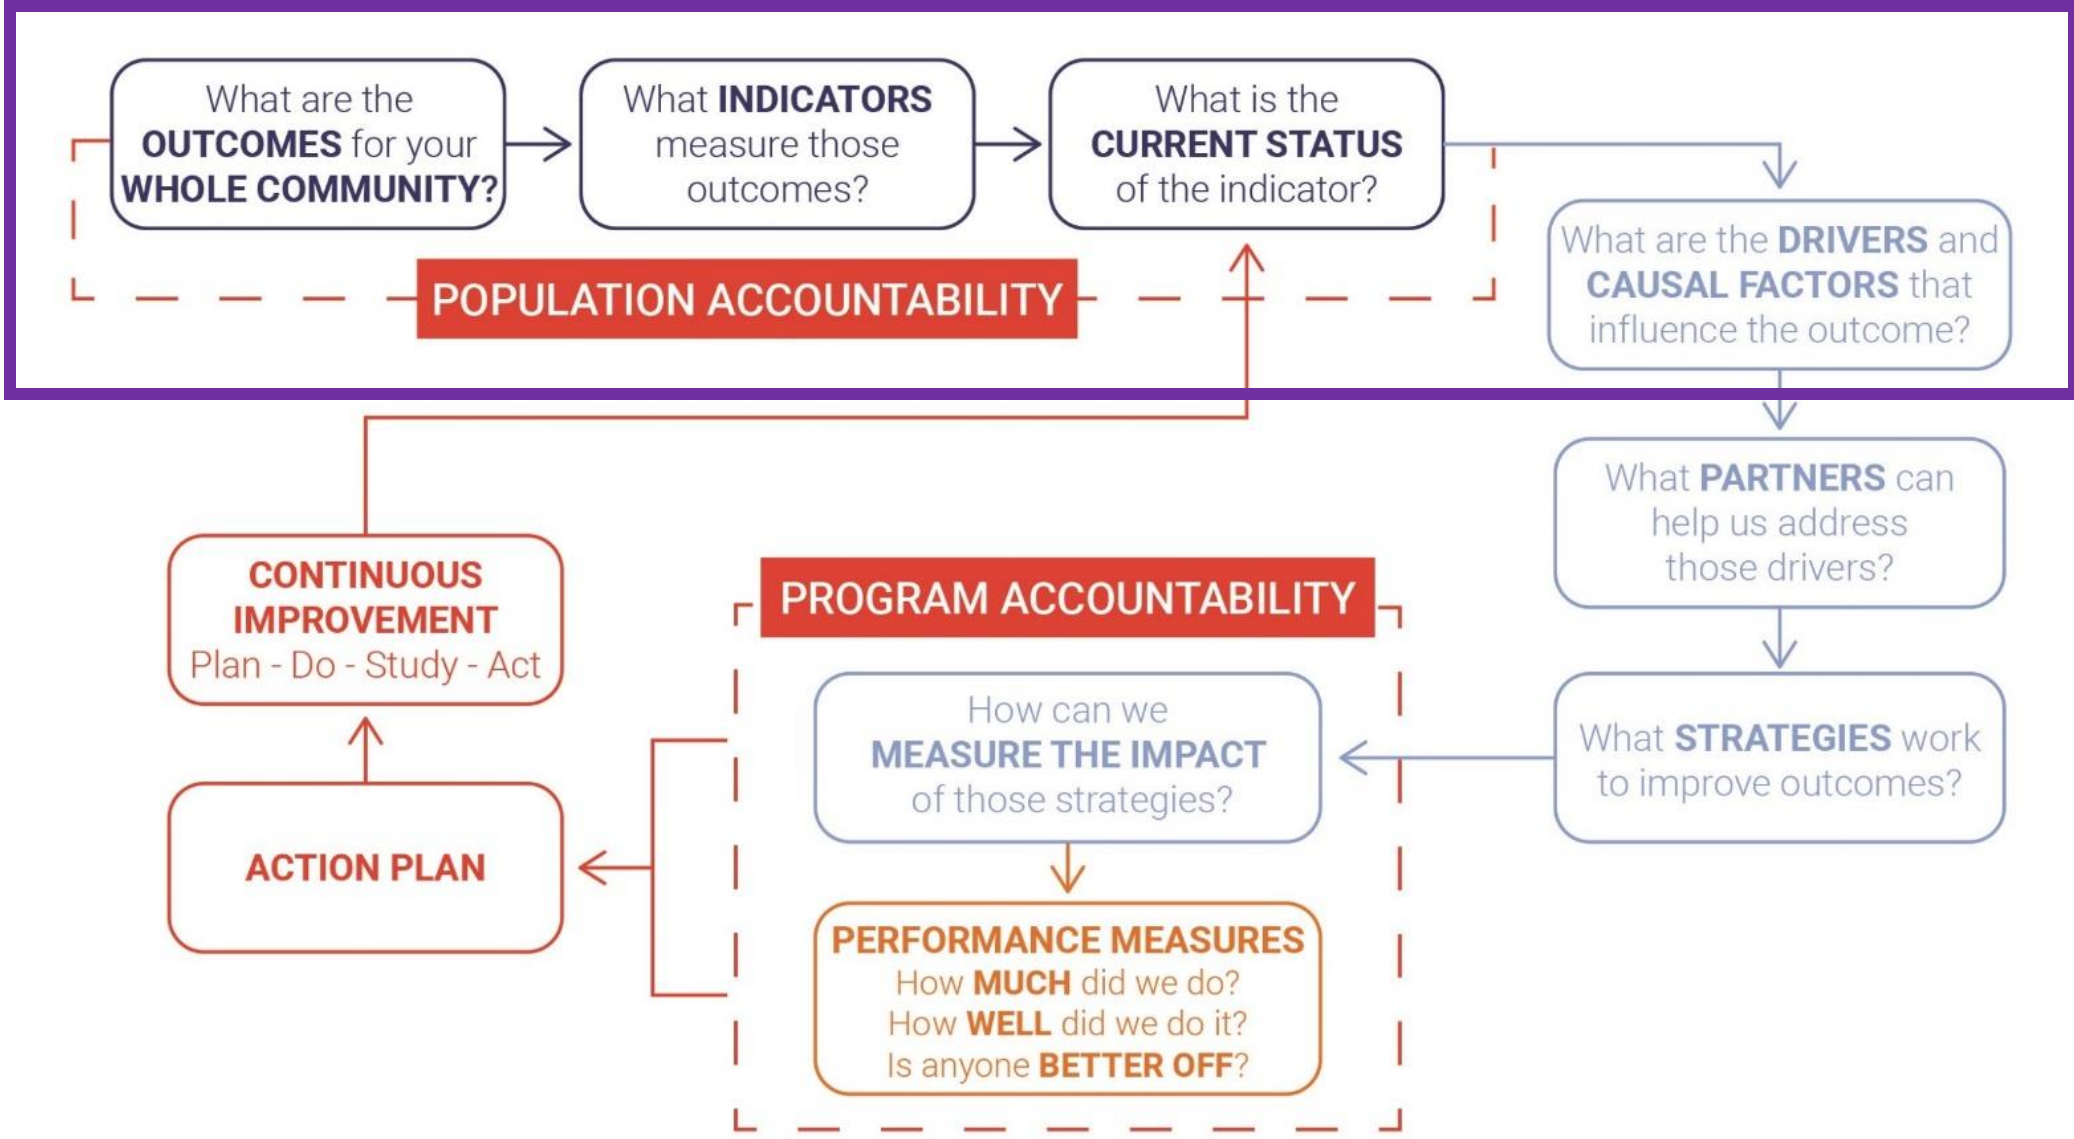 What are the
OUTCOMES for your
WHOLE COMMUNITY?
What INDICATORS
measure those
outcomes?
What is the
CURRENT STATUS
of the indicator?
POPULATION ACCOUNTABILITY
What are the DRIVERS and
CAUSAL FACTORS that
influence the outcome?
What PARTNERS can
help us address
those drivers?
What STRATEGIES work
to improve outcomes?
PROGRAM ACCOUNTABILITY
How can we
MEASURE THE IMPACT
of those strategies?
PERFORMANCE MEASURES
How MUCH did we do?
How WELL did we do it?
Is anyone BETTER OFF?
ACTION PLAN
CONTINUOUS
IMPROVEMENT
Plan - Do - Study - Act